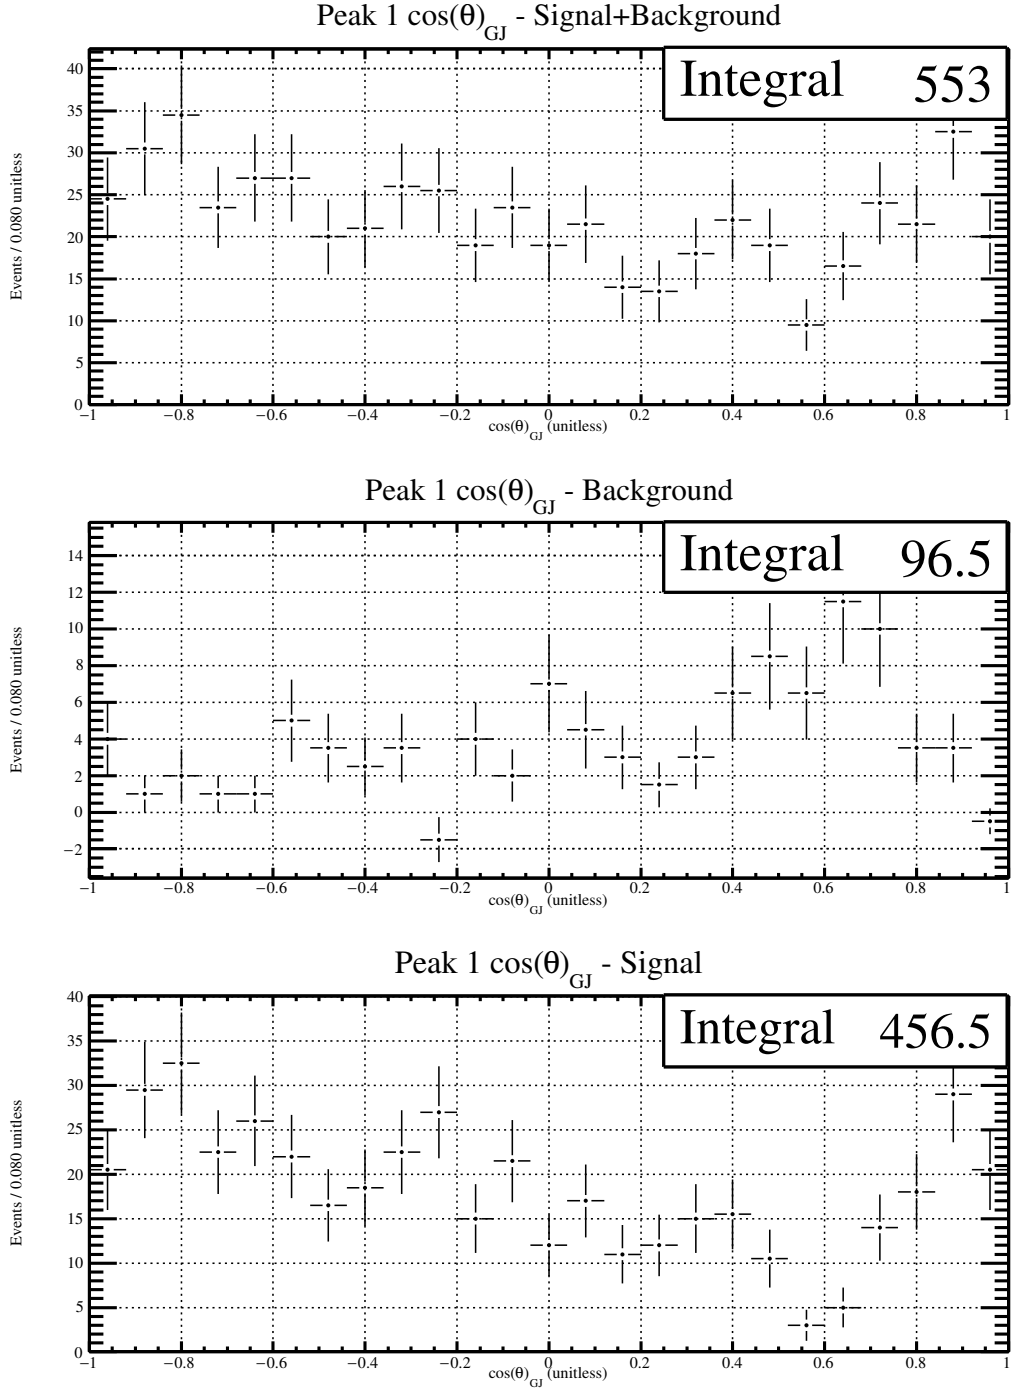 Peak 1 cos(θ)GJ - Signal+Background
Integral 553
Events / 0.080 unitless
40
35
30
25
20
15
10
5
0
−1 −0.8 −0.6 −0.4 −0.2 0 0.2 0.4 0.6 0.8 1
cos(θ)GJ (unitless)
Peak 1 cos(θ)GJ - Background
Integral 96.5
Events / 0.080 unitless
14
12
10
8
6
4
2
0
−2
−1 −0.8 −0.6 −0.4 −0.2 0 0.2 0.4 0.6 0.8 1
cos(θ)GJ (unitless)
Peak 1 cos(θ)GJ - Signal
Integral 456.5
Events / 0.080 unitless
40
35
30
25
20
15
10
5
0
−1 −0.8 −0.6 −0.4 −0.2 0 0.2 0.4 0.6 0.8 1
cos(θ)GJ (unitless)